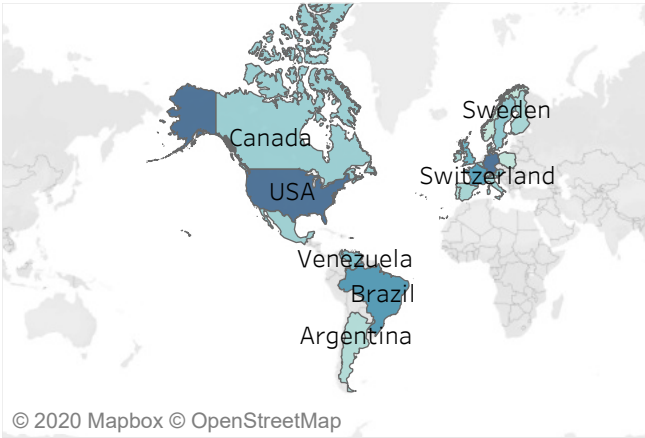 Sweden
Canada
Switzerland
USA
Venezuela
Brazil
Argentina
© 2020 Mapbox © OpenStreetMap